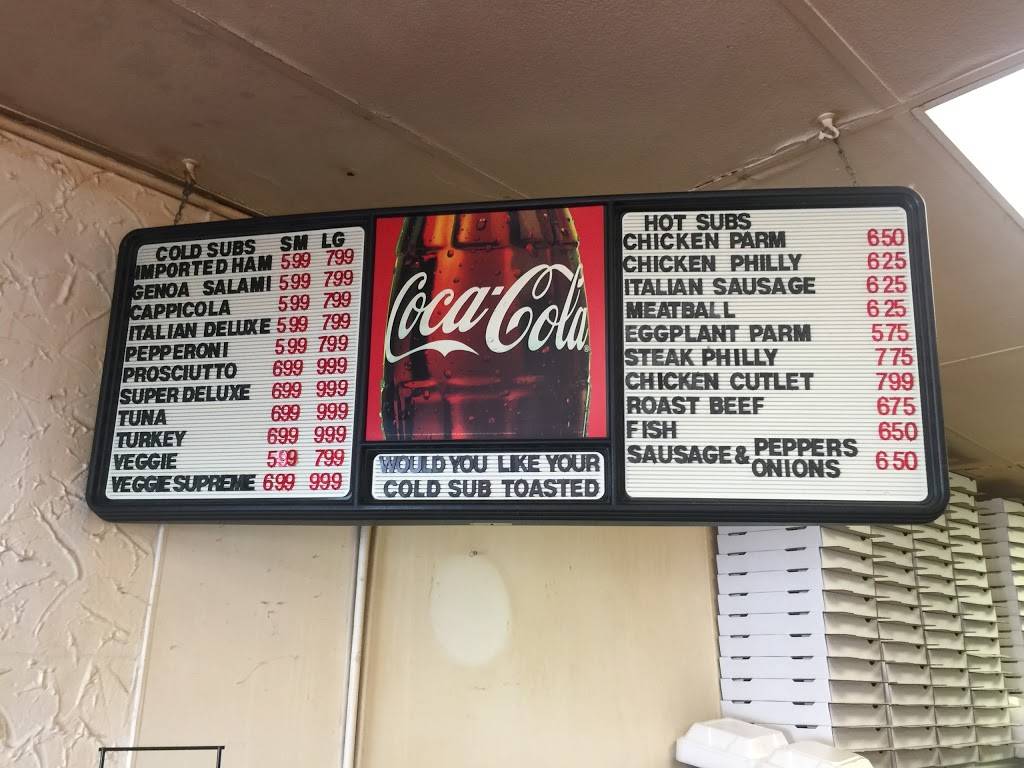 COLD SUBS SM LG
IMPORTED HAM 599 799
GENOA SALAMI 599 799
CAPPICOLA 599 799
ITALIAN DELUXE 599 799
PEPPERONI 599 799
PROSCIUTTO 699 999
SUPER DELUXE 699 999
TUNA 699 999
TURKEY 699 999
VEGGIE 599 799
VEGGIE SUPREME 699 999
Coca-Cola
WOULD YOU LIKE YOUR
COLD SUB TOASTED
HOT SUBS
CHICKEN PARM 650
CHICKEN PHILLY 625
ITALIAN SAUSAGE 625
MEATBALL 625
EGGPLANT PARM 575
STEAK PHILLY 775
CHICKEN CUTLET 799
ROAST BEEF 675
FISH 650
SAUSAGE & PEPPERS ONIONS 650